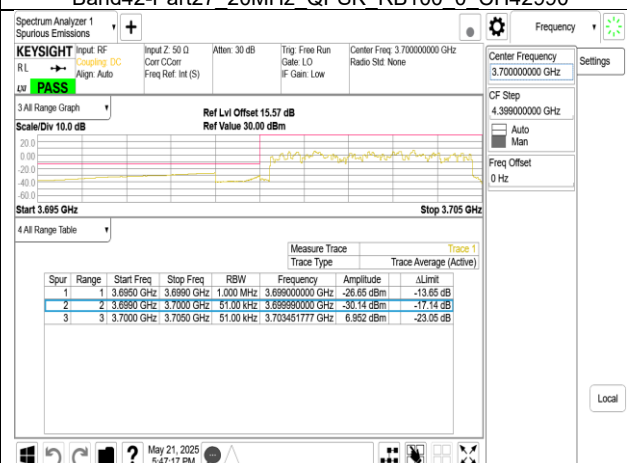 Band42-Part27_20MHz_QPSK_RB100_0_CH42590
Spectrum Analyzer 1
Spurious Emissions
Frequency
Settings
KEYSIGHT
Input: RF
Input Z: 50 Ω
Atten: 30 dB
Trig: Free Run
Center Freq: 3.700000000 GHz
RL
Coupling: DC
Corr CCorr
Gate: LO
Radio Std: None
Align: Auto
Freq Ref: Int (S)
IF Gain: Low
LXI
PASS
Center Frequency
3.700000000 GHz
CF Step
4.399000000 GHz
Auto
Man
Freq Offset
0 Hz
3 All Range Graph
Ref Lvl Offset 15.57 dB
Scale/Div 10.0 dB
Ref Value 30.00 dBm
20.0
0.00
-20.0
-40.0
-60.0
Start 3.695 GHz
Stop 3.705 GHz
4 All Range Table
Measure Trace Trace 1
Trace Type Trace Average (Active)
Spur Range Start Freq Stop Freq RBW Frequency Amplitude ΔLimit
1 1 3.6950 GHz 3.6990 GHz 1.000 MHz 3.699000000 GHz -26.65 dBm -13.65 dB
2 2 3.6990 GHz 3.7000 GHz 51.00 kHz 3.699990000 GHz -30.14 dBm -17.14 dB
3 3 3.7000 GHz 3.7050 GHz 51.00 kHz 3.703451777 GHz 6.952 dBm -23.05 dB
Local
May 21, 2025
5:47:17 PM